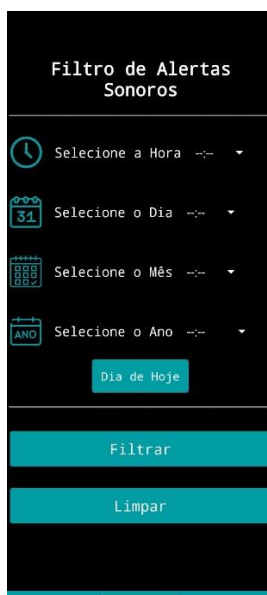 Filtro de Alertas
Sonoros
Selecione a Hora --:--
31 Selecione o Dia --:--
Selecione o Mês --:--
ANO Selecione o Ano --:--
Dia de Hoje
Filtrar
Limpar